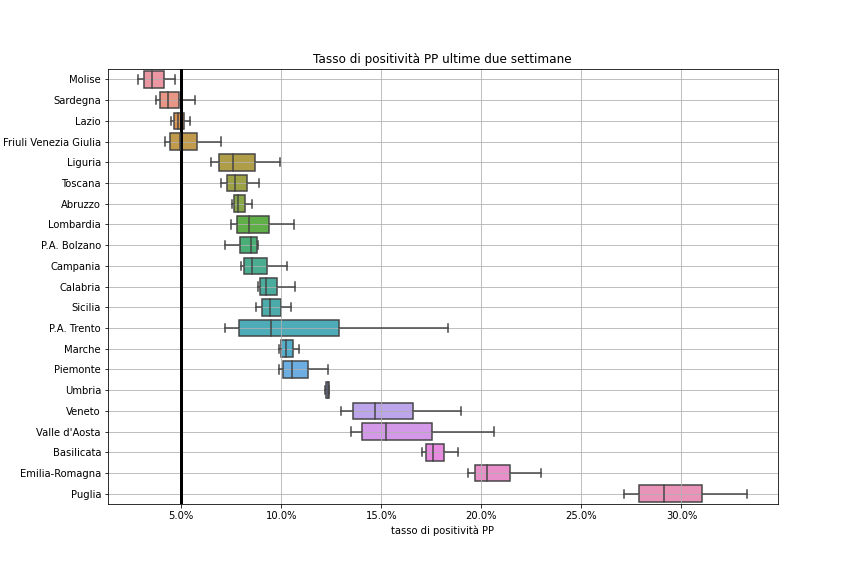 Tasso di positività PP ultime due settimane
Molise
Sardegna
Lazio
Friuli Venezia Giulia
Liguria
Toscana
Abruzzo
Lombardia
P.A. Bolzano
Campania
Calabria
Sicilia
P.A. Trento
Marche
Piemonte
Umbria
Veneto
Valle d'Aosta
Basilicata
Emilia-Romagna
Puglia
5.0% 10.0% 15.0% 20.0% 25.0% 30.0%
tasso di positività PP